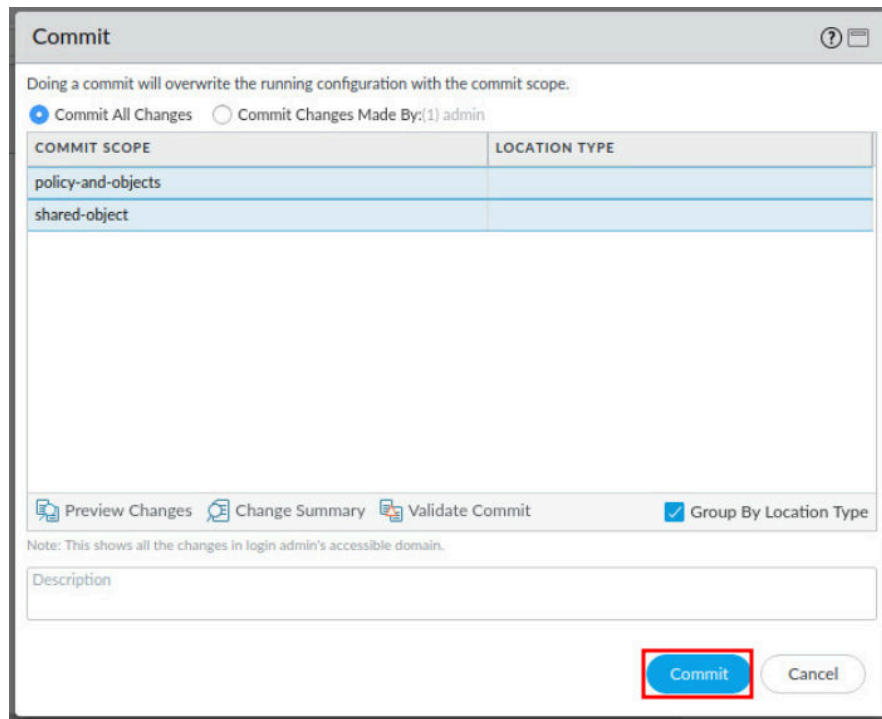 Commit
Doing a commit will overwrite the running configuration with the commit scope.
Commit All Changes Commit Changes Made By:(1) admin
COMMIT SCOPE LOCATION TYPE
policy-and-objects
shared-object
Preview Changes Change Summary Validate Commit Group By Location Type
Note: This shows all the changes in login admin's accessible domain.
Description
Commit Cancel